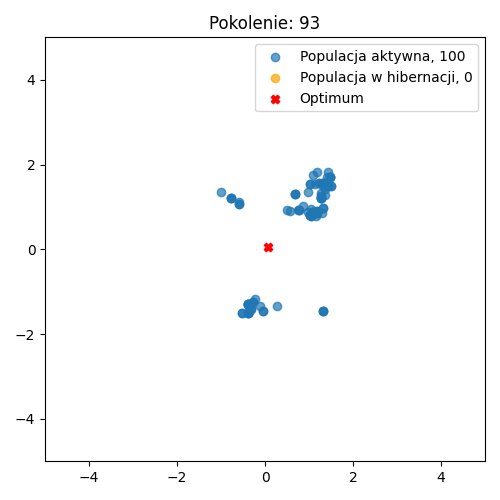 Pokolenie: 93
Populacja aktywna, 100
Populacja w hibernacji, 0
Optimum
4
2
0
−2
−4
−4 −2 0 2 4